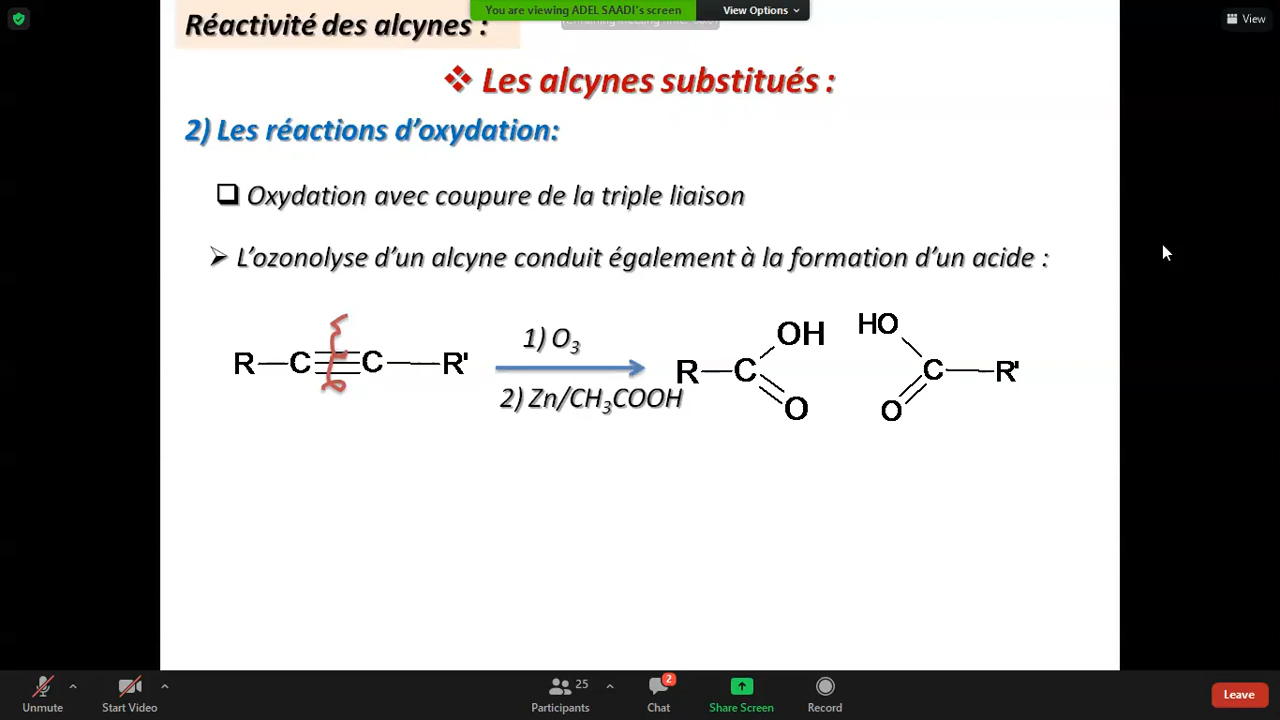 You are viewing ADEL SAADI's screen
View Options
View
Réactivité des alcynes :
❖ Les alcynes substitués :
2) Les réactions d'oxydation:
❑ Oxydation avec coupure de la triple liaison
➢ L'ozonolyse d'un alcyne conduit également à la formation d'un acide :
R—C≡C—R'
1) O3
2) Zn/CH3COOH
R—C
OH
O
HO
O
C—R'
Unmute
Start Video
25
Participants
2
Chat
Share Screen
Record
Leave